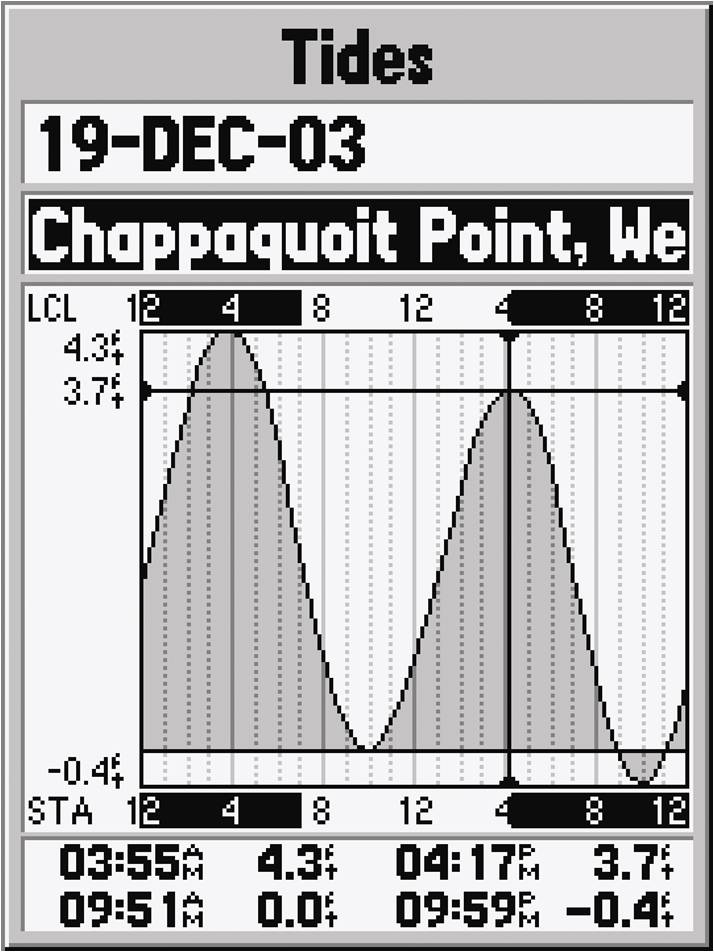 Tides
19-DEC-03
Chappaquoit Point, We
LCL 12 4 8 12 4 8 12
4.3ft
3.7ft
-0.4ft
STA 12 4 8 12 4 8 12
03:55AM 4.3ft 04:17PM 3.7ft
09:51AM 0.0ft 09:59PM -0.4ft